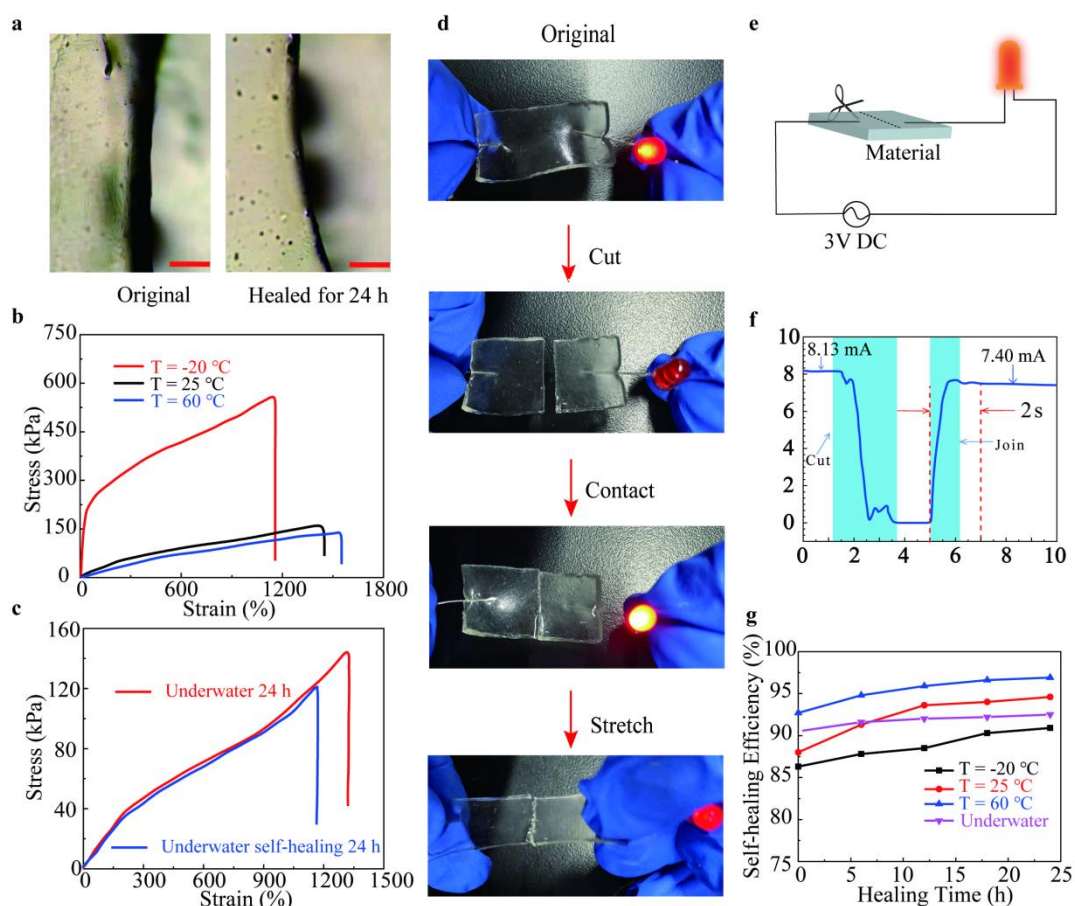 a
Original
Healed for 24 h
b
750
600
450
300
150
0
Stress (kPa)
T = -20 ℃
T = 25 ℃
T = 60 ℃
0
600
1200
1800
Strain (%)
c
160
120
80
40
0
Stress (kPa)
Underwater 24 h
Underwater self-healing 24 h
0
300
600
900
1200
1500
Strain (%)
d
Original
Cut
Contact
Stretch
e
Material
3V DC
f
10
8
6
4
2
0
8.13 mA
7.40 mA
2s
Cut
Join
0
2
4
6
8
10
g
100
95
90
85
80
75
Self-healing Efficiency (%)
T = -20 ℃
T = 25 ℃
T = 60 ℃
Underwater
0
5
10
15
20
25
Healing Time (h)